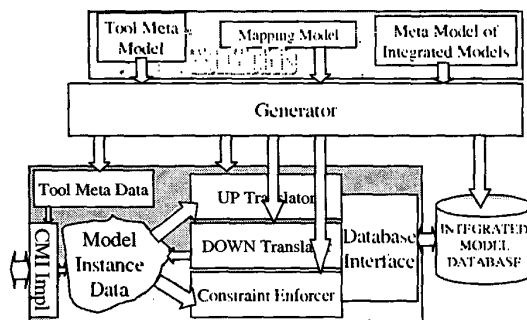 Tool Meta
Model
Mapping Model
Meta Model of
Integrated Models
Generator
Tool Meta Data
UP Translator
CMI Impl
Model
Instance
Data
DOWN Transla
Database
Interface
INTEGRATED
MODEL
DATABASE
Constraint Enforcer